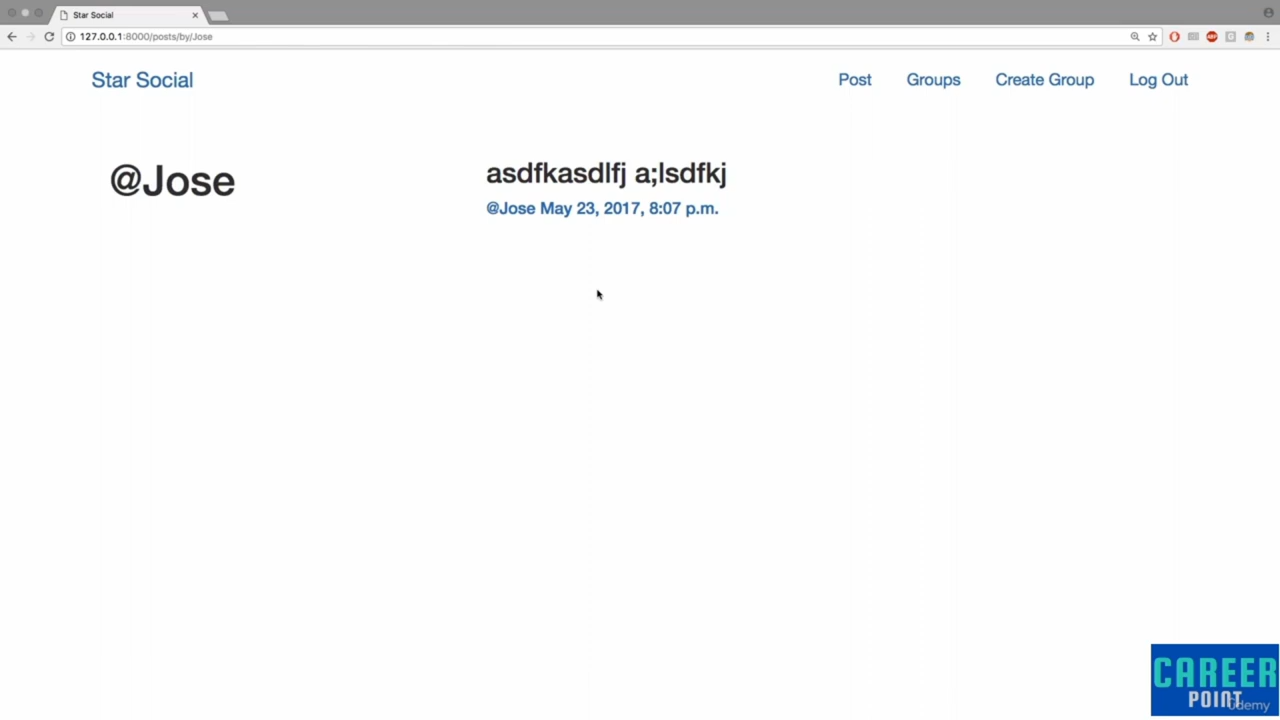 Star Social
127.0.0.1:8000/posts/by/Jose
Star Social
Post
Groups
Create Group
Log Out
@Jose
asdfkasdlfj a;lsdfkj
@Jose May 23, 2017, 8:07 p.m.
CAREER
POINT
Udemy